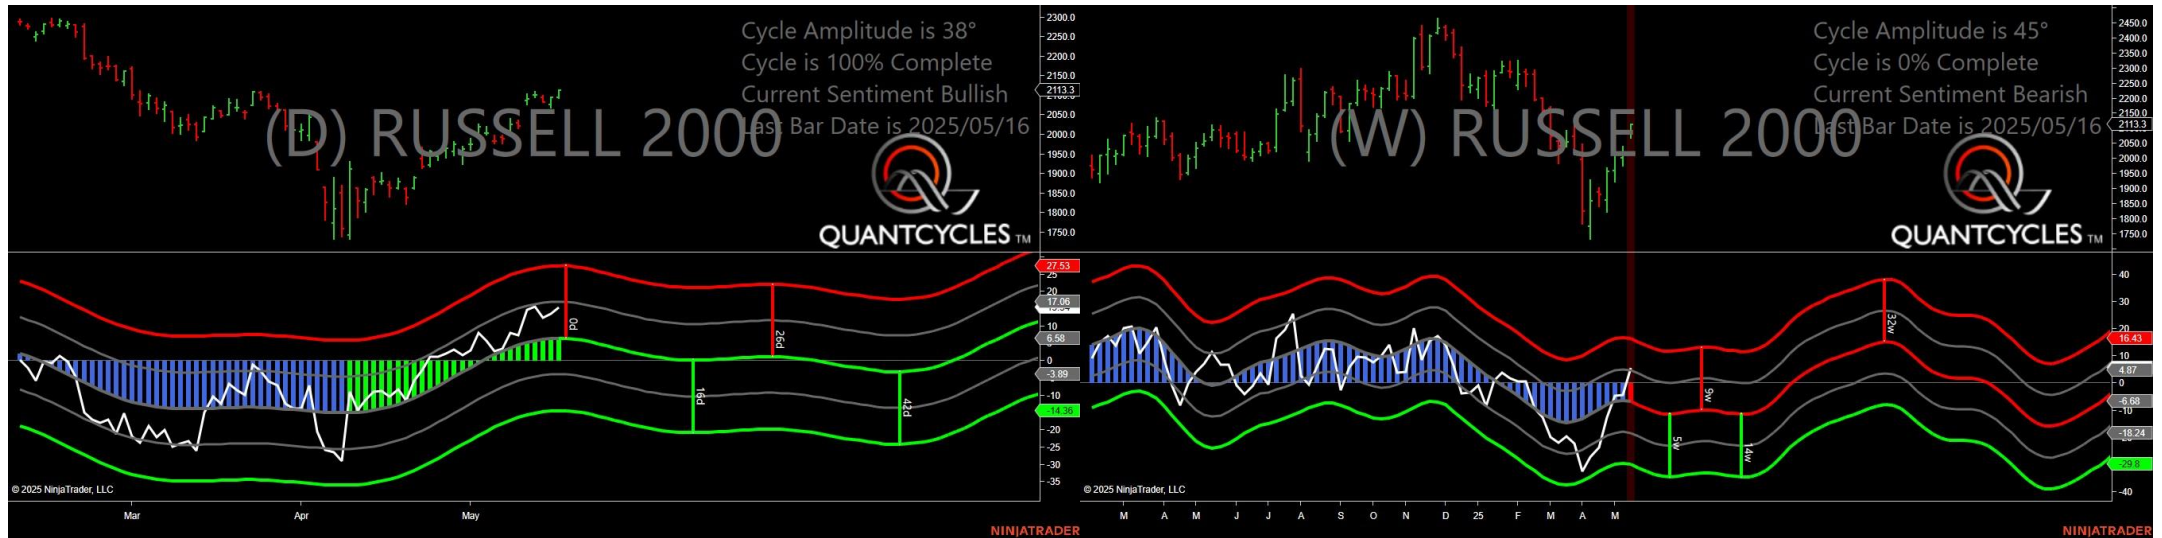 Cycle Amplitude is 38°
Cycle is 100% Complete
Current Sentiment Bullish
Last Bar Date is 2025/05/16
(D) RUSSELL 2000
QUANTCYCLES TM
2300.0
2250.0
2200.0
2150.0
2113.3
2050.0
2000.0
1950.0
1900.0
1850.0
1800.0
1750.0
27.53
25
20
17.06
10
6.58
0
-3.89
-10
-14.36
-20
-25
-30
-35
0d
16d
26d
42d
© 2025 NinjaTrader, LLC
Mar
Apr
May
NINJATRADER
Cycle Amplitude is 45°
Cycle is 0% Complete
Current Sentiment Bearish
Last Bar Date is 2025/05/16
(W) RUSSELL 2000
QUANTCYCLES TM
2450.0
2400.0
2350.0
2300.0
2250.0
2200.0
2150.0
2113.3
2050.0
2000.0
1950.0
1900.0
1850.0
1800.0
1750.0
40
30
20
16.43
10
4.87
0
-6.68
-10
-18.24
-29.8
-40
5w
9w
14w
32w
© 2025 NinjaTrader, LLC
M A M J J A S O N D 25 F M A M
NINJATRADER